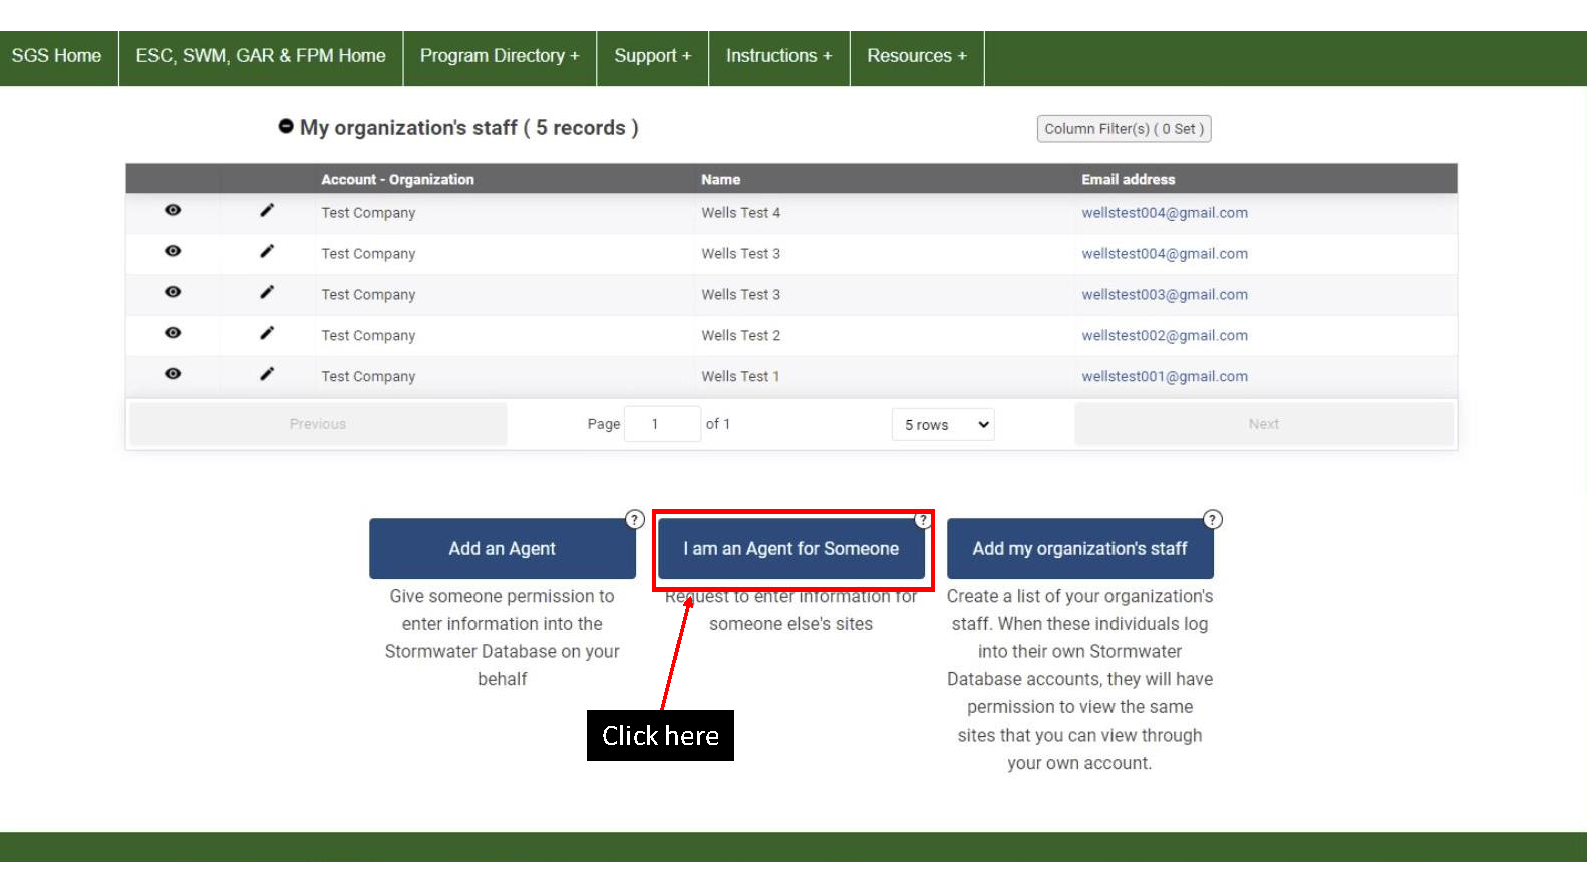 SGS Home ESC, SWM, GAR & FPM Home Program Directory + Support + Instructions + Resources +
My organization's staff ( 5 records ) Column Filter(s) ( 0 Set )
Account - Organization Name Email address
Test Company Wells Test 4 wellstest004@gmail.com
Test Company Wells Test 3 wellstest004@gmail.com
Test Company Wells Test 3 wellstest003@gmail.com
Test Company Wells Test 2 wellstest002@gmail.com
Test Company Wells Test 1 wellstest001@gmail.com
Previous Page 1 of 1 5 rows Next
Add an Agent ?
Give someone permission to
enter information into the
Stormwater Database on your
behalf
I am an Agent for Someone ?
Request to enter information for
someone else's sites
Click here
Add my organization's staff ?
Create a list of your organization's
staff. When these individuals log
into their own Stormwater
Database accounts, they will have
permission to view the same
sites that you can view through
your own account.